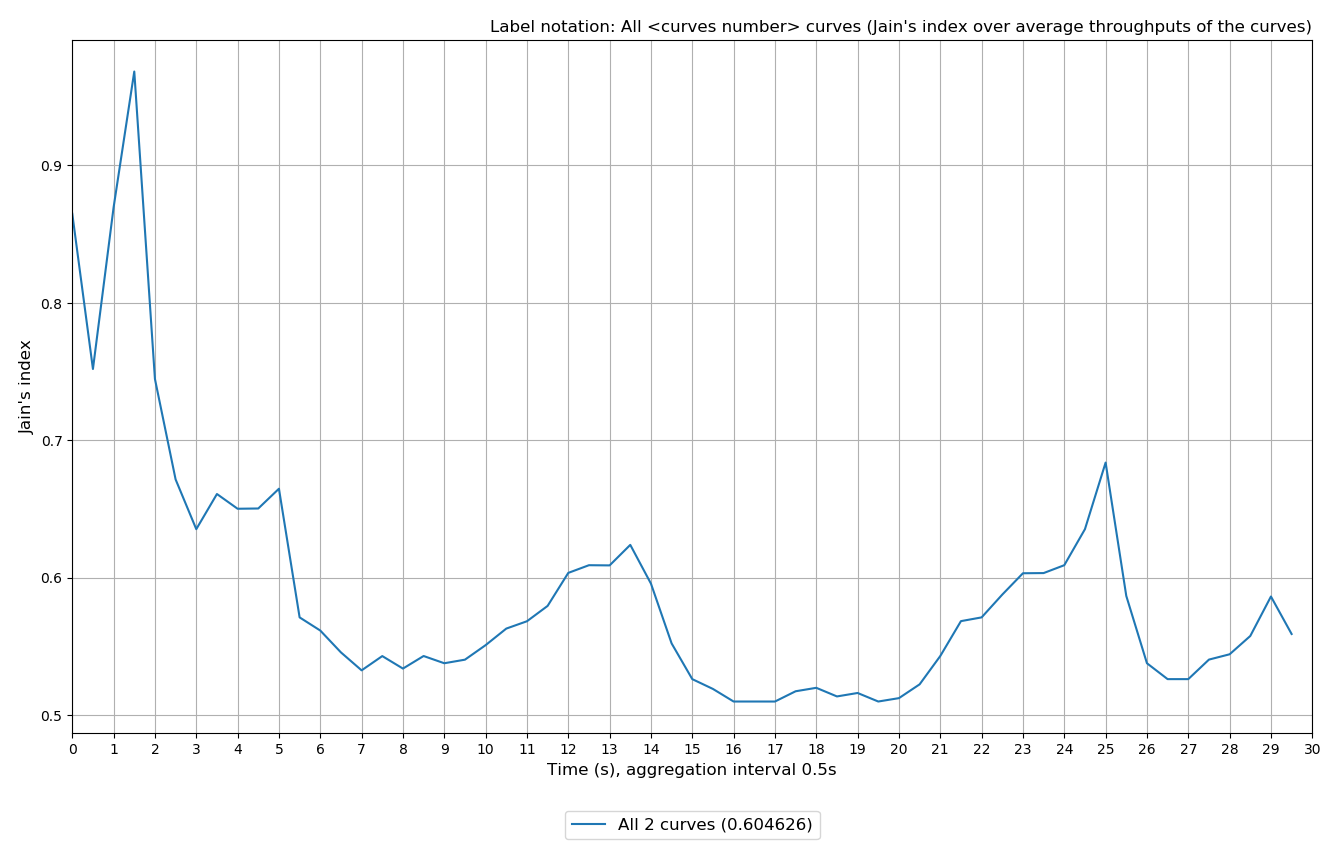 Label notation: All <curves number> curves (Jain's index over average throughputs of the curves)
Jain's index
0.9
0.8
0.7
0.6
0.5
0 1 2 3 4 5 6 7 8 9 10 11 12 13 14 15 16 17 18 19 20 21 22 23 24 25 26 27 28 29 30
Time (s), aggregation interval 0.5s
All 2 curves (0.604626)